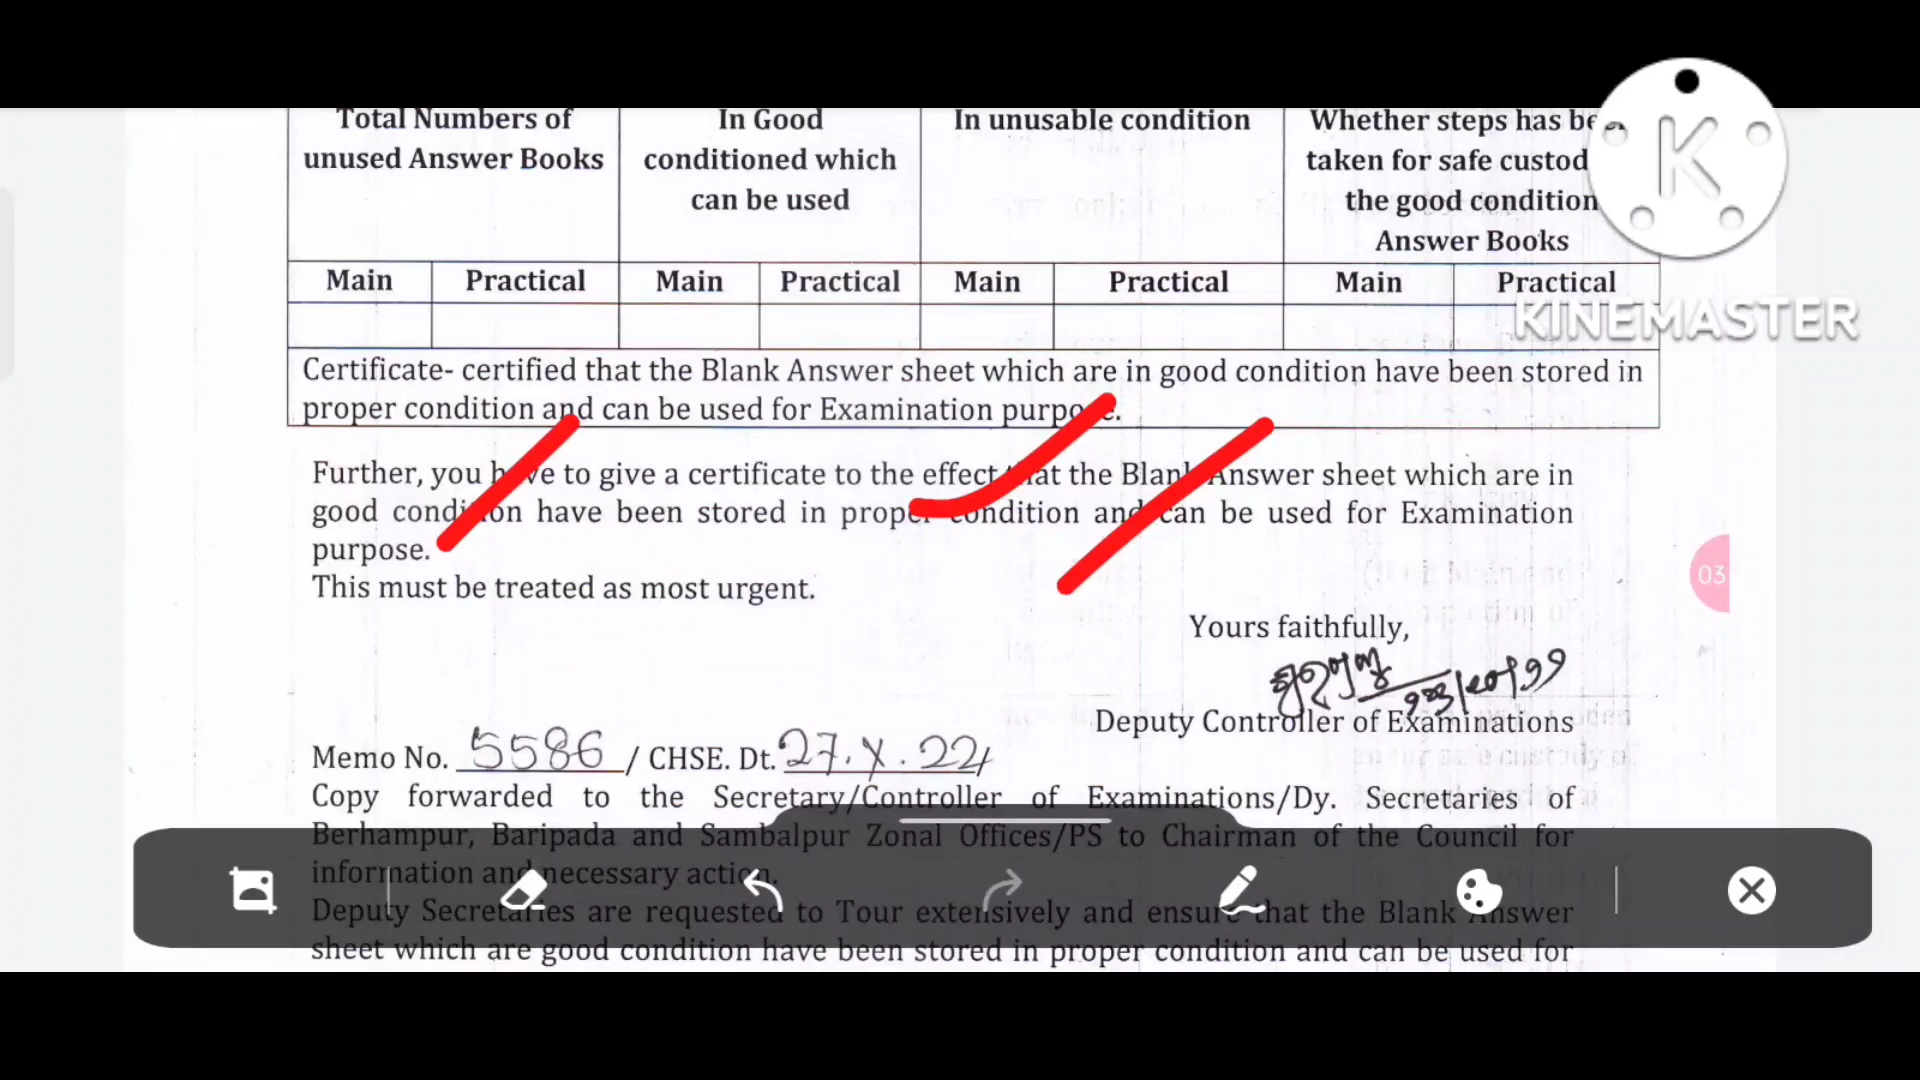 Total Numbers of unused Answer Books
In Good conditioned which can be used
In unusable condition
Whether steps has been taken for safe custod the good condition Answer Books
Main Practical Main Practical Main Practical Main Practical
Certificate- certified that the Blank Answer sheet which are in good condition have been stored in
proper condition and can be used for Examination purpose.
Further, you have to give a certificate to the effect that the Blank Answer sheet which are in
good condition have been stored in proper condition and can be used for Examination
purpose.
This must be treated as most urgent.
Yours faithfully,
Deputy Controller of Examinations
Memo No. 5586 / CHSE. Dt. 27.X.22/
Copy forwarded to the Secretary/Controller of Examinations/Dy. Secretaries of
Berhampur, Baripada and Sambalpur Zonal Offices/PS to Chairman of the Council for
information and necessary action.
Deputy Secretaries are requested to Tour extensively and ensure that the Blank Answer
sheet which are good condition have been stored in proper condition and can be used for
K
KINEMASTER
03